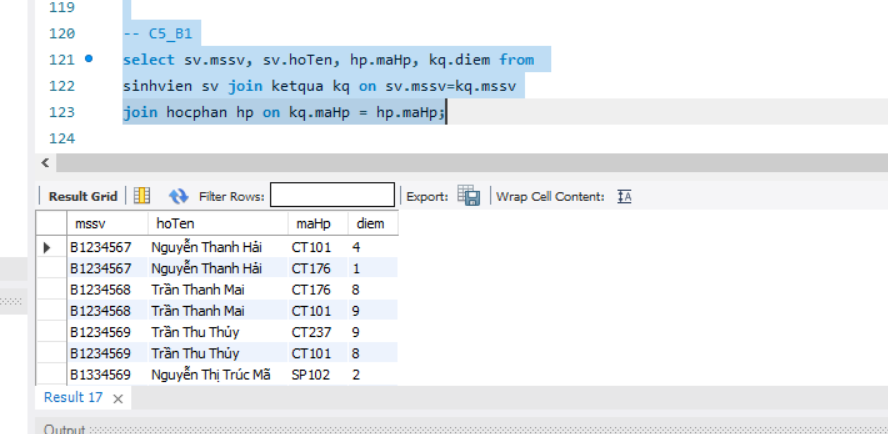 119
120 -- C5_B1
121 select sv.mssv, sv.hoTen, hp.maHp, kq.diem from
122 sinhvien sv join ketqua kq on sv.mssv=kq.mssv
123 join hocphan hp on kq.maHp = hp.maHp;
124
Result Grid Filter Rows: Export: Wrap Cell Content: IA
mssv hoTen maHp diem
B1234567 Nguyễn Thanh Hải CT101 4
B1234567 Nguyễn Thanh Hải CT176 1
B1234568 Trần Thanh Mai CT176 8
B1234568 Trần Thanh Mai CT101 9
B1234569 Trần Thu Thủy CT237 9
B1234569 Trần Thu Thủy CT101 8
B1334569 Nguyễn Thị Trúc Mã SP102 2
Result 17
Output